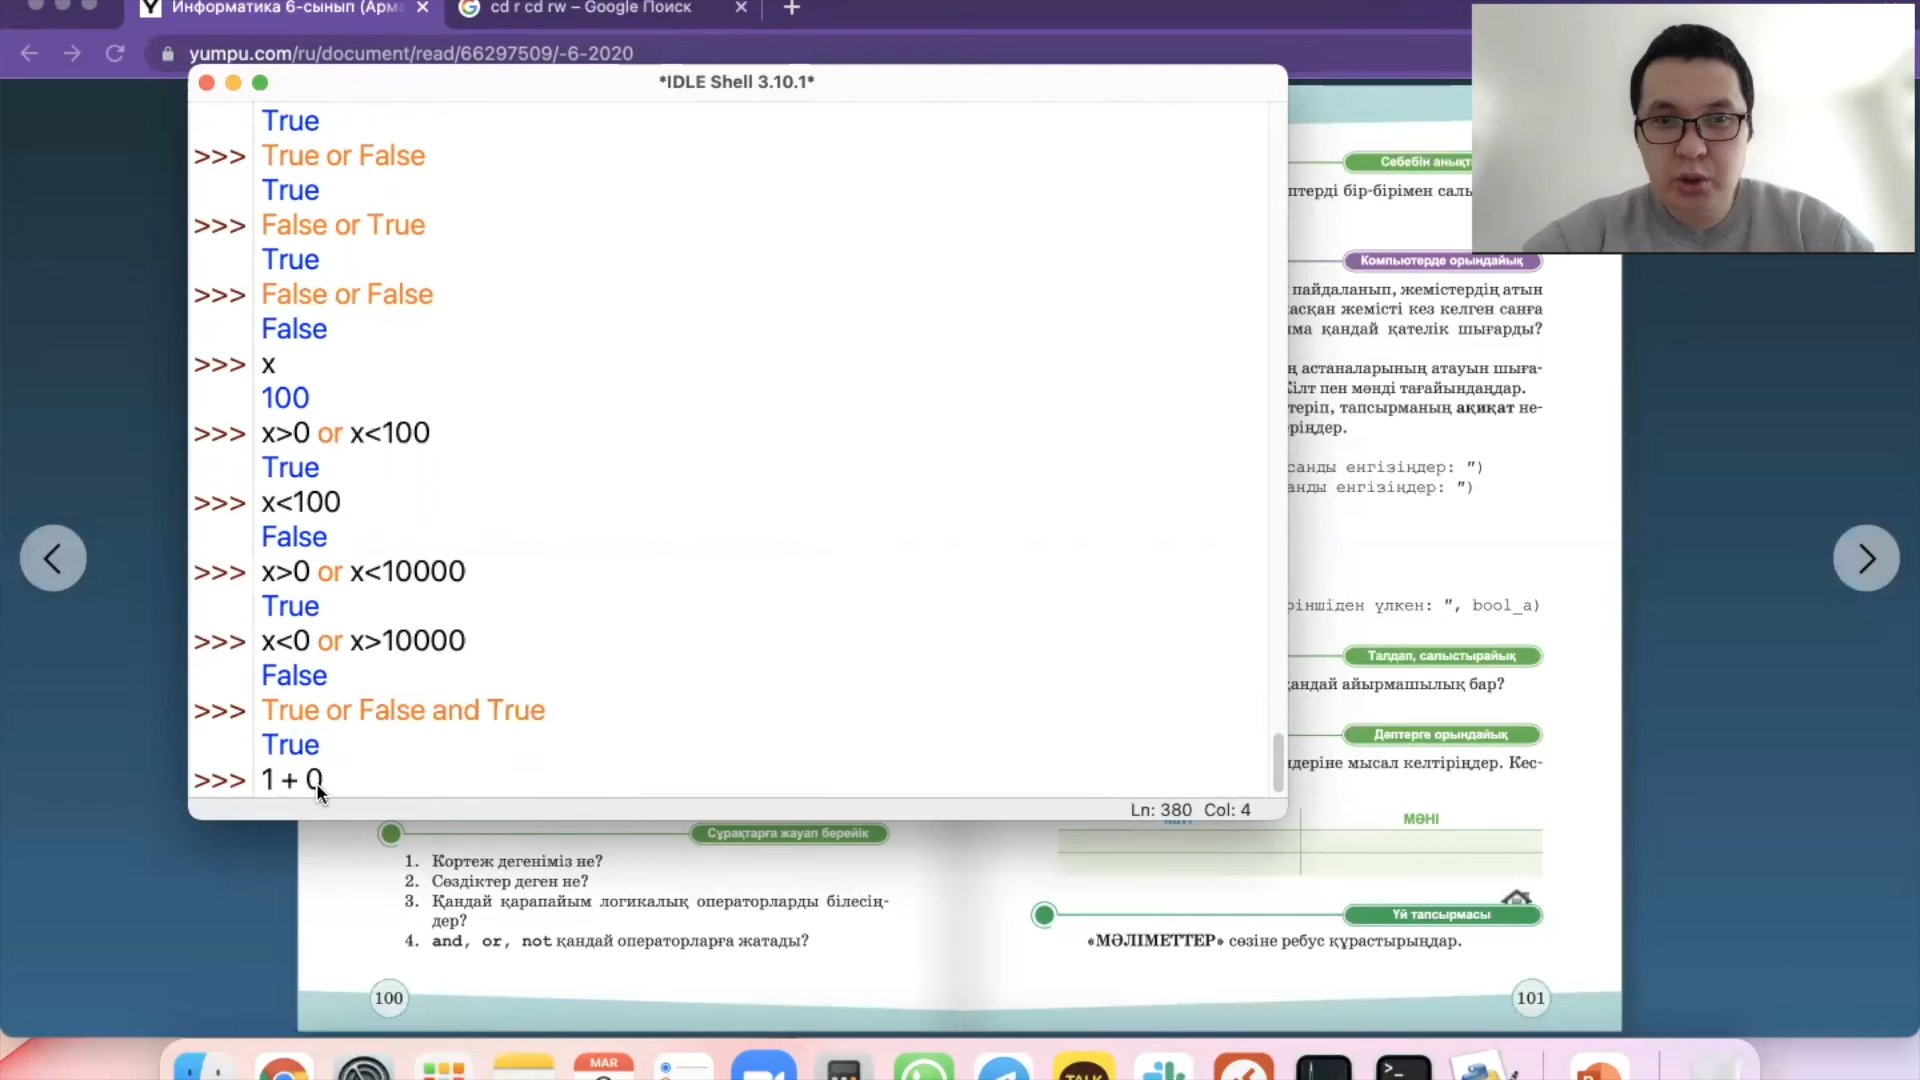 Информатика 6-сынып (Арма
cd r cd rw – Google Поиск
yumpu.com/ru/document/read/66297509/-6-2020
*IDLE Shell 3.10.1*
True
>>> True or False
True
>>> False or True
True
>>> False or False
False
>>> x
100
>>> x>0 or x<100
True
>>> x<100
False
>>> x>0 or x<10000
True
>>> x<0 or x>10000
False
>>> True or False and True
True
>>> 1 + 0
Ln: 380 Col: 4
Себебін анықт
птерді бір-бірімен салы
Компьютерде орындайық
пайдаланып, жемістердің атын
асқан жемісті кез келген санға
ма қандай қателік шығарды?
ң астаналарының атауын шыға-
Кілт пен мәнді тағайындаңдар.
теріп, тапсырманың ақиқат не-
ріңдер.
санды енгізіңдер: ")
анды енгізіңдер: ")
ріншіден үлкен: ", bool_a)
Талдап, салыстырайық
қандай айырмашылық бар?
Дәптерге орындайық
деріне мысал келтіріңдер. Кес-
МӘНІ
Үй тапсырмасы
«МӘЛІМЕТТЕР» сөзіне ребус құрастырыңдар.
101
Сұрақтарға жауап берейік
1. Кортеж дегеніміз не?
2. Сөздіктер деген не?
3. Қандай қарапайым логикалық операторларды білесің-
дер?
4. and, or, not қандай операторларға жатады?
100
MAR
TALK